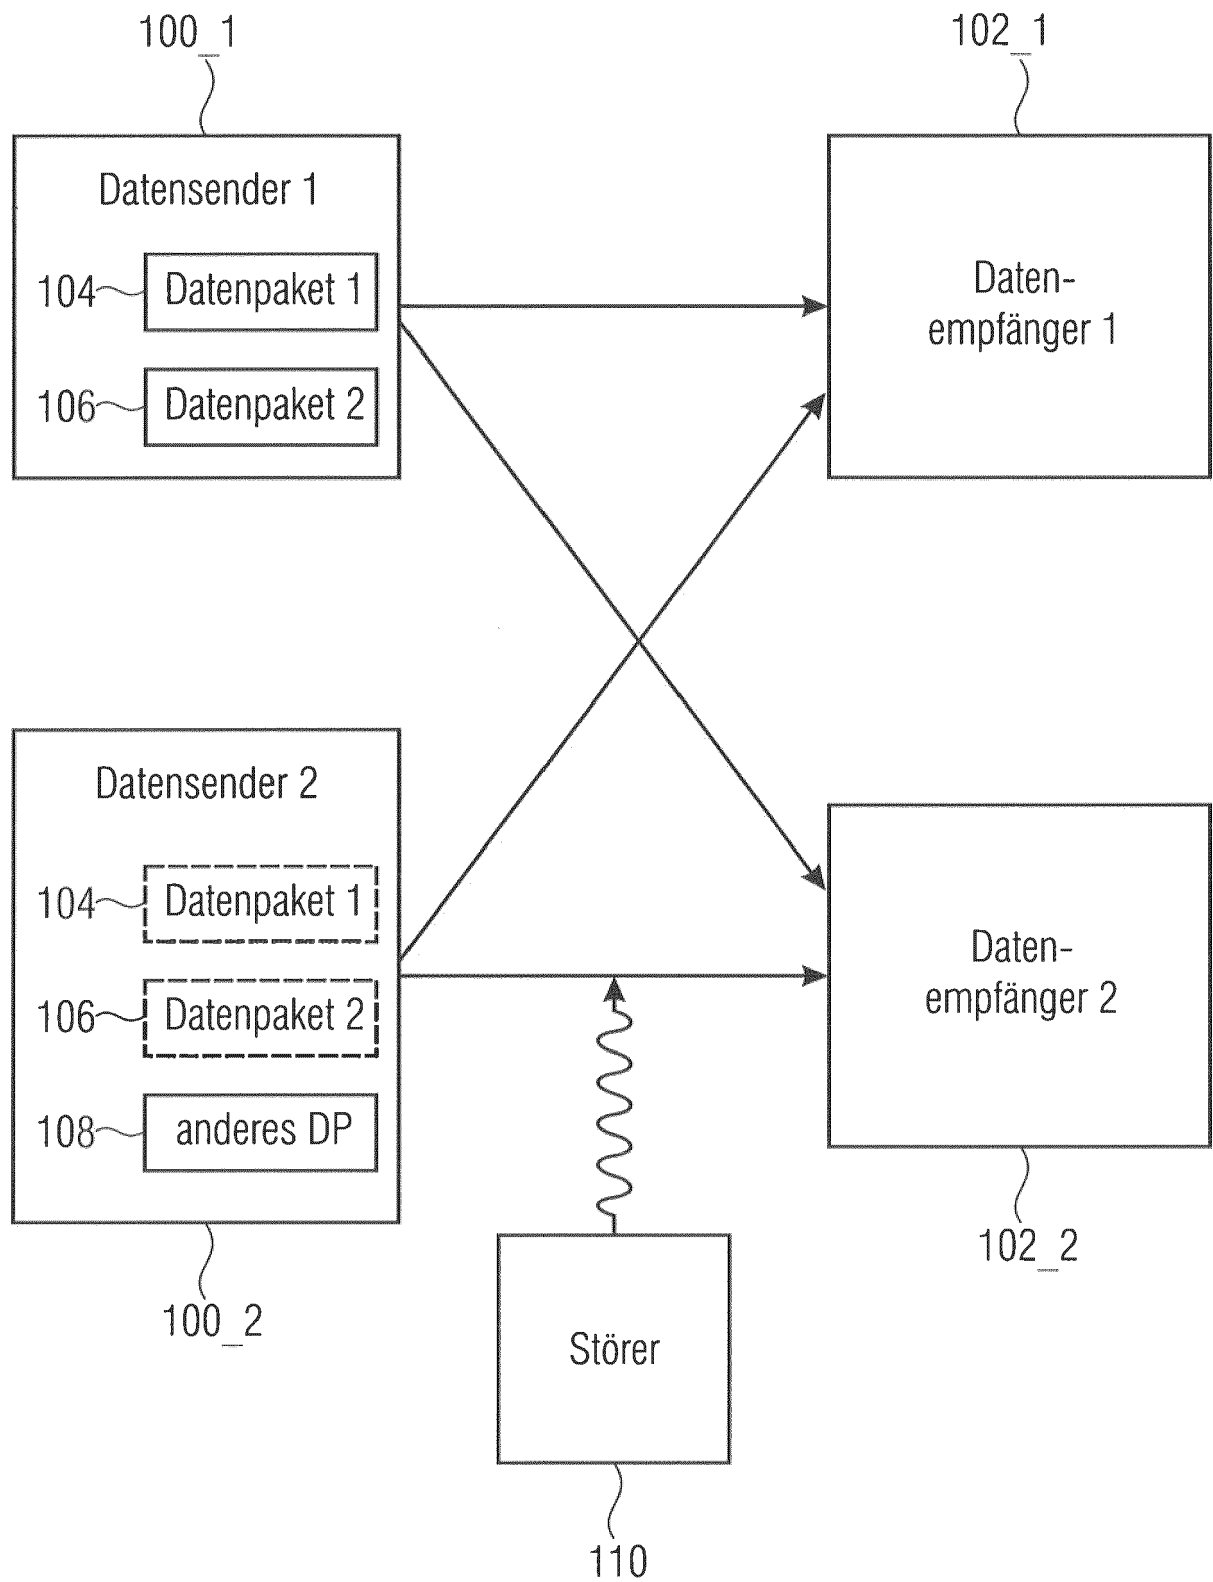 100_1
102_1
Datensender 1
104
Datenpaket 1
106
Datenpaket 2
Daten-
empfänger 1
Datensender 2
104
Datenpaket 1
106
Datenpaket 2
108
anderes DP
100_2
Daten-
empfänger 2
102_2
Störer
110